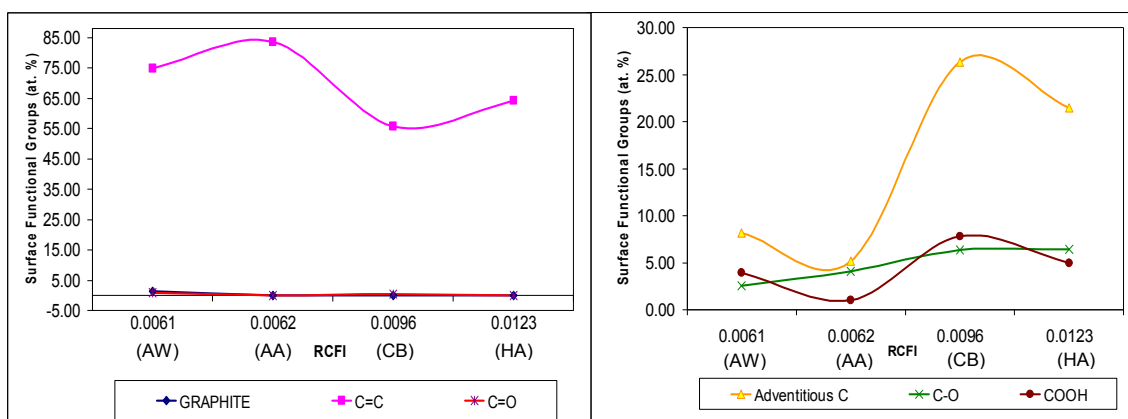 Surface Functional Groups (at. %)
85.00
75.00
65.00
55.00
45.00
35.00
25.00
15.00
5.00
-5.00
0.0061 0.0062 0.0096 0.0123
(AW) (AA) RCFI (CB) (HA)
GRAPHITE C=C C=O
Surface Functional Groups (at. %)
30.00
25.00
20.00
15.00
10.00
5.00
0.00
0.0061 0.0062 0.0096 0.0123
(AW) (AA) RCFI (CB) (HA)
Adventitious C C-O COOH